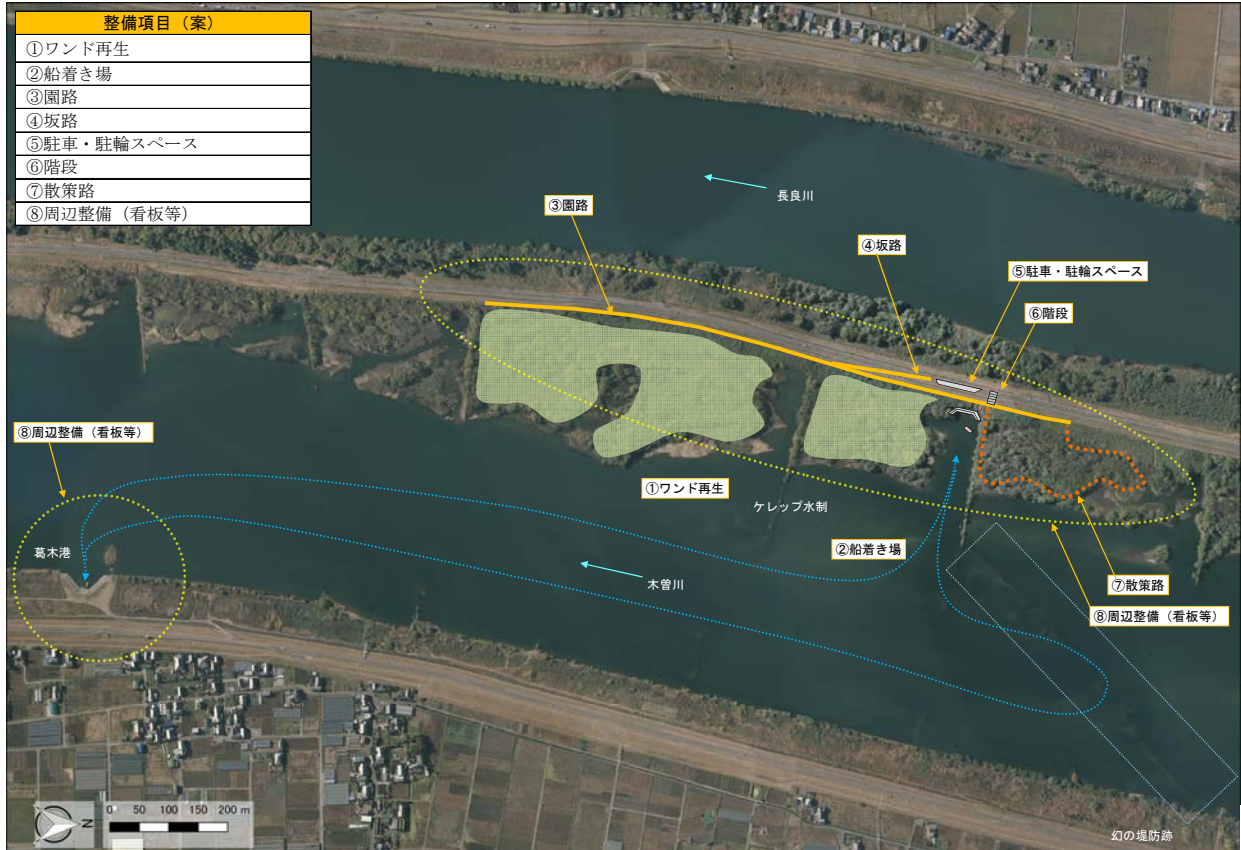 整備項目（案）
①ワンド再生
②船着き場
③園路
④坂路
⑤駐車・駐輪スペース
⑥階段
⑦散策路
⑧周辺整備（看板等）
長良川
③園路
④坂路
⑤駐車・駐輪スペース
⑥階段
⑧周辺整備（看板等）
①ワンド再生
ケレップ水制
②船着き場
葛木港
木曽川
⑦散策路
⑧周辺整備（看板等）
N
0 50 100 150 200 m
幻の堤防跡